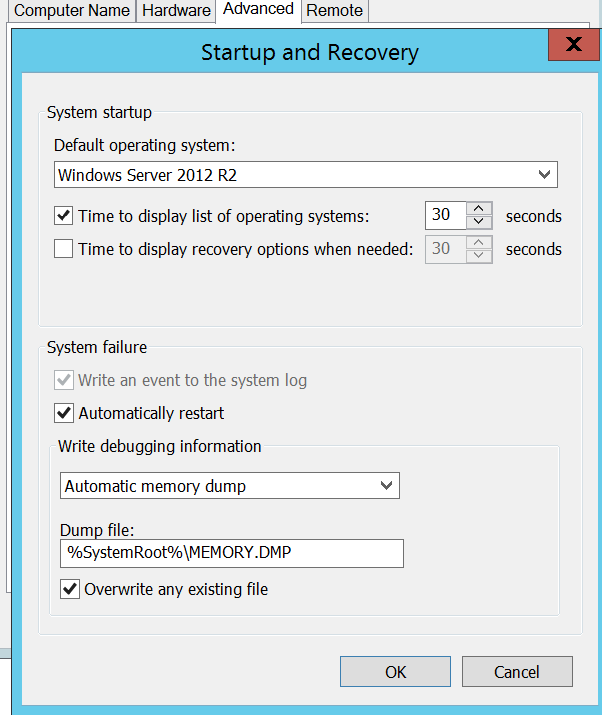 Computer Name Hardware Advanced Remote
Startup and Recovery
System startup
Default operating system:
Windows Server 2012 R2
Time to display list of operating systems: 30 seconds
Time to display recovery options when needed: 30 seconds
System failure
Write an event to the system log
Automatically restart
Write debugging information
Automatic memory dump
Dump file:
%SystemRoot%\MEMORY.DMP
Overwrite any existing file
OK Cancel